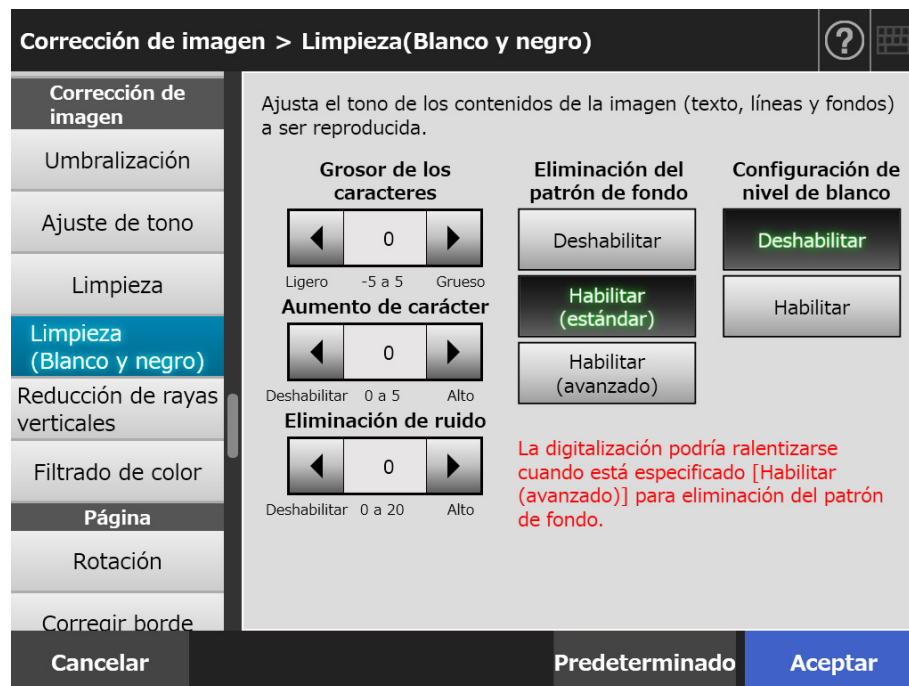 Corrección de imagen > Limpieza(Blanco y negro)
?
Corrección de
imagen
Umbralización
Ajuste de tono
Limpieza
Limpieza
(Blanco y negro)
Reducción de rayas
verticales
Filtrado de color
Página
Rotación
Corregir borde
Ajusta el tono de los contenidos de la imagen (texto, líneas y fondos)
a ser reproducida.
Grosor de los
caracteres
0
Ligero -5 a 5 Grueso
Aumento de carácter
0
Deshabilitar 0 a 5 Alto
Eliminación de ruido
0
Deshabilitar 0 a 20 Alto
Eliminación del
patrón de fondo
Deshabilitar
Habilitar
(estándar)
Habilitar
(avanzado)
Configuración de
nivel de blanco
Deshabilitar
Habilitar
La digitalización podría ralentizarse
cuando está especificado [Habilitar
(avanzado)] para eliminación del patrón
de fondo.
Cancelar
Predeterminado
Aceptar